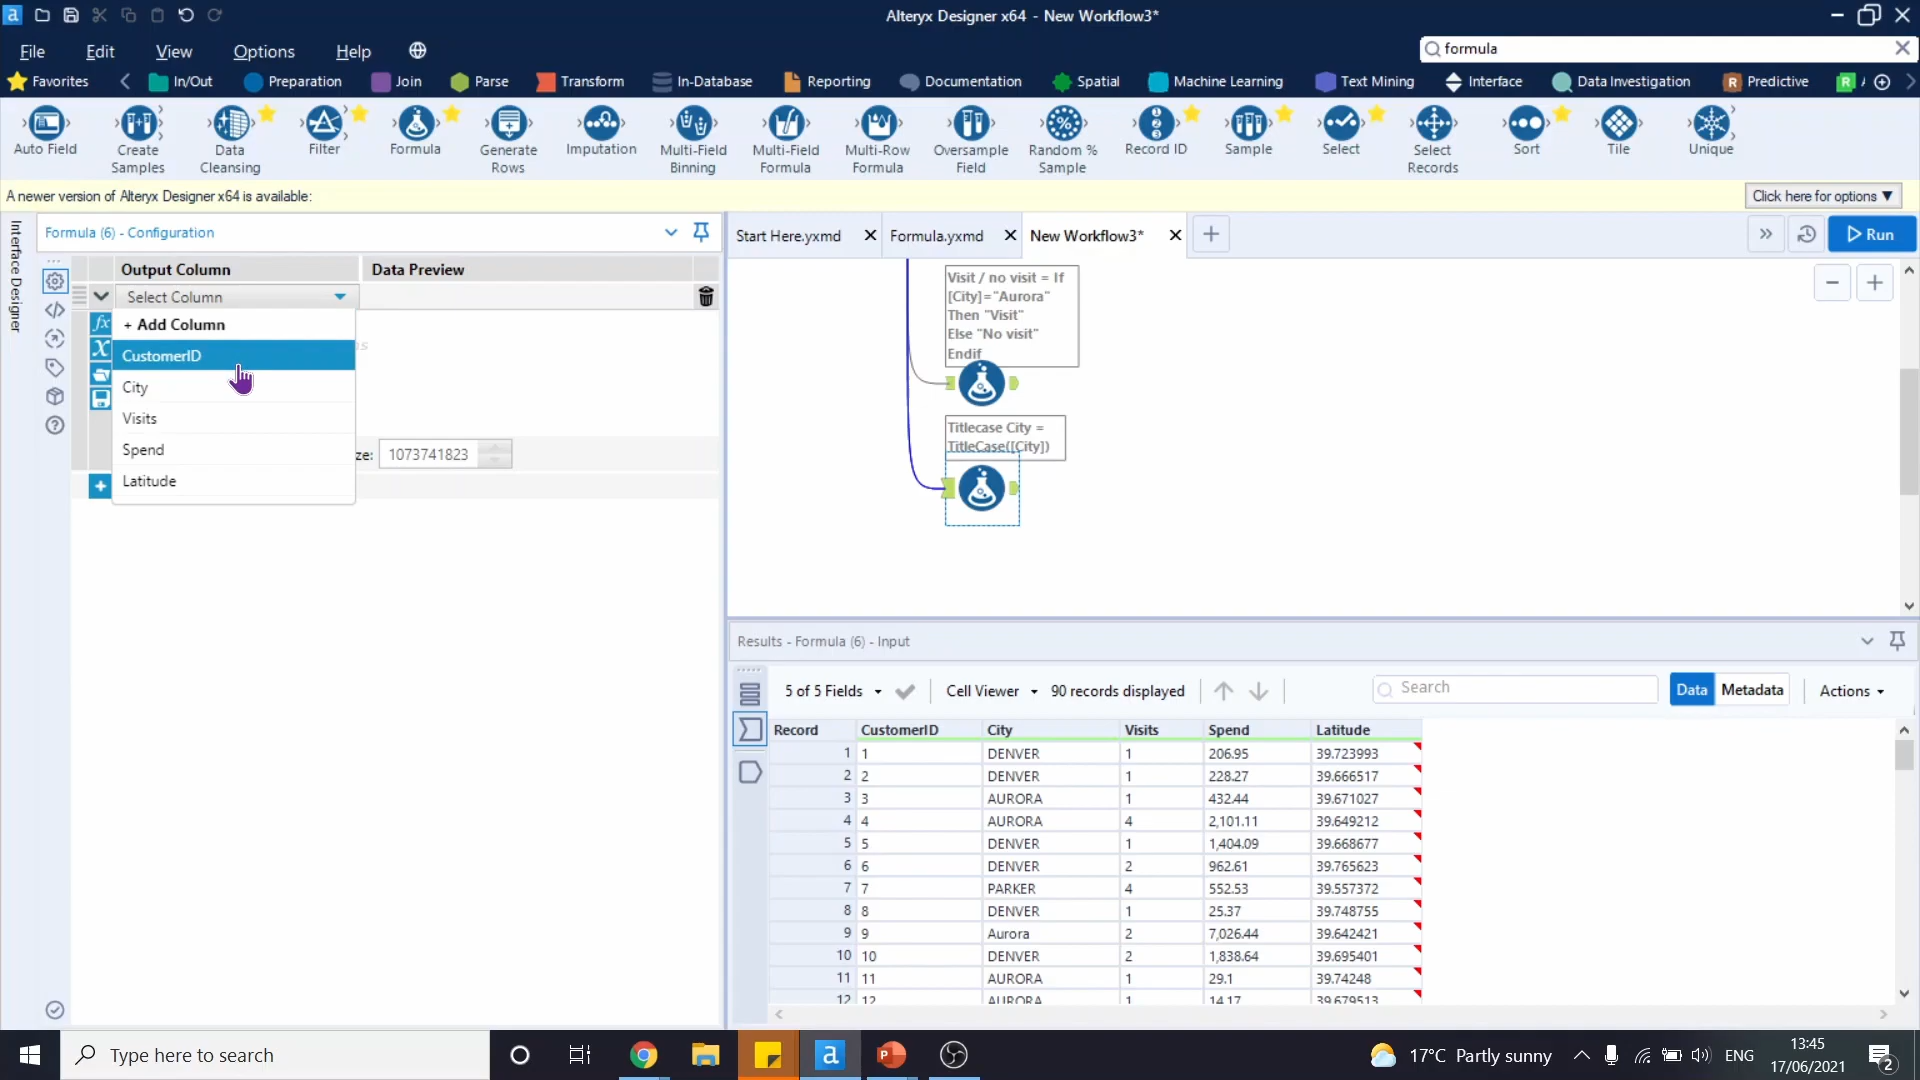 Alteryx Designer x64 - New Workflow3*
File Edit View Options Help
formula
Favorites In/Out Preparation Join Parse Transform In-Database Reporting Documentation Spatial Machine Learning Text Mining Interface Data Investigation Predictive
Auto Field Create Samples Data Cleansing Filter Formula Generate Rows Imputation Multi-Field Binning Multi-Field Formula Multi-Row Formula Oversample Field Random % Sample Record ID Sample Select Select Records Sort Tile Unique
A newer version of Alteryx Designer x64 is available:
Click here for options ▼
Interface Designer
Formula (6) - Configuration
Output Column Data Preview
Select Column
+ Add Column
CustomerID
City
Visits
Spend
Latitude
ze: 1073741823
Start Here.yxmd Formula.yxmd New Workflow3*
Run
Visit / no visit = If
[City]="Aurora"
Then "Visit"
Else "No visit"
Endif
Titlecase City =
TitleCase([City])
Results - Formula (6) - Input
5 of 5 Fields Cell Viewer 90 records displayed Search Data Metadata Actions
Record CustomerID City Visits Spend Latitude
1 1 DENVER 1 206.95 39.723993
2 2 DENVER 1 228.27 39.666517
3 3 AURORA 1 432.44 39.671027
4 4 AURORA 4 2,101.11 39.649212
5 5 DENVER 1 1,404.09 39.668677
6 6 DENVER 2 962.61 39.765623
7 7 PARKER 4 552.53 39.557372
8 8 DENVER 1 25.37 39.748755
9 9 Aurora 2 7,026.44 39.642421
10 10 DENVER 2 1,838.64 39.695401
11 11 AURORA 1 29.1 39.74248
12 12 AURORA 1 14.17 39.679513
Type here to search
17°C Partly sunny
ENG
13:45
17/06/2021
2